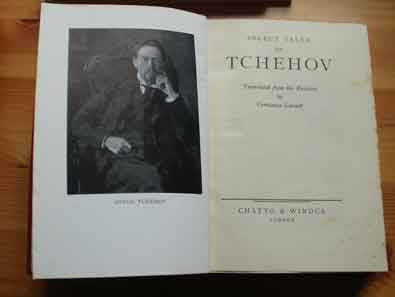 ANTON TCHEHOV
SELECT TALES
OF
TCHEHOV
Translated from the Russian
by
Constance Garnett
CHATTO & WINDUS
LONDON